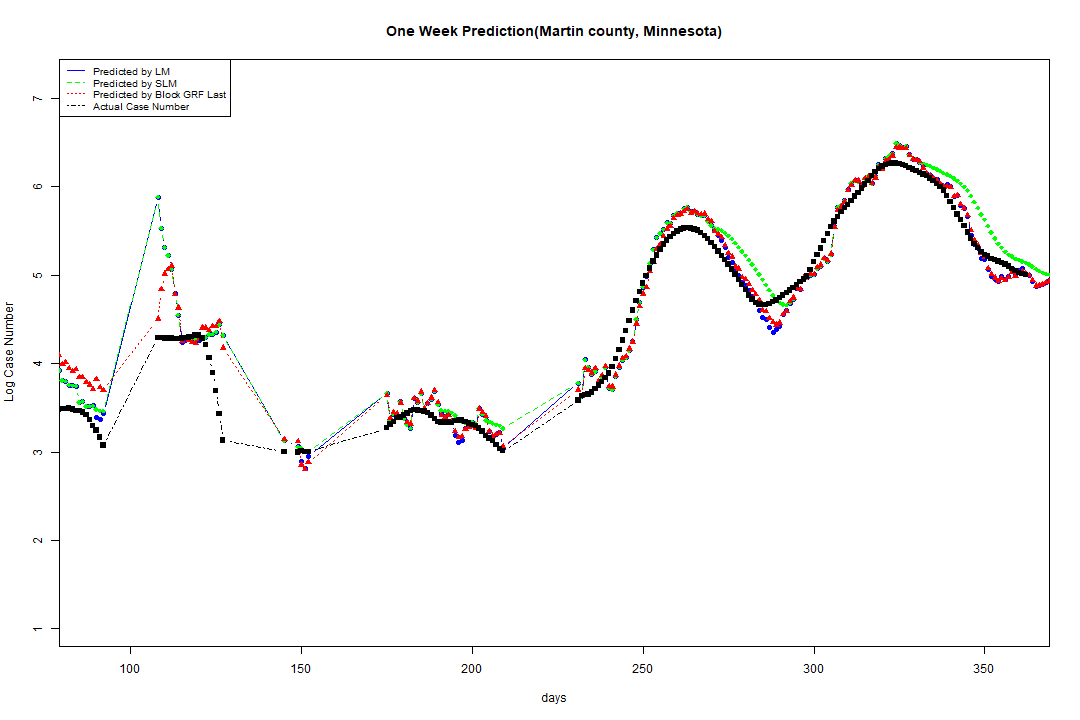 One Week Prediction(Martin county, Minnesota)
Predicted by LM
Predicted by SLM
Predicted by Block GRF Last
Actual Case Number
7
6
5
4
3
2
1
Log Case Number
100 150 200 250 300 350
days